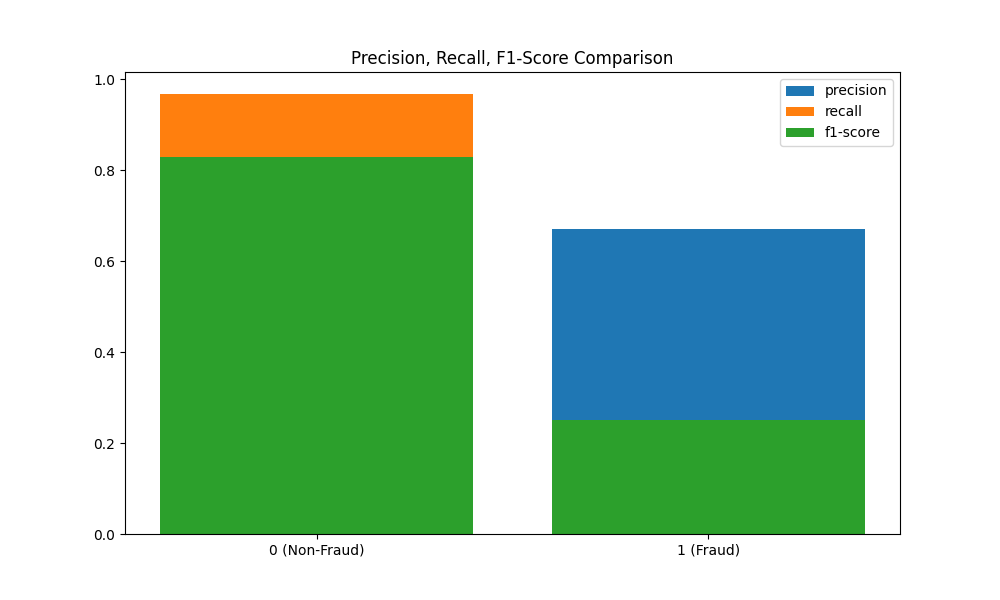 Precision, Recall, F1-Score Comparison
1.0
0.8
0.6
0.4
0.2
0.0
precision
recall
f1-score
0 (Non-Fraud)
1 (Fraud)